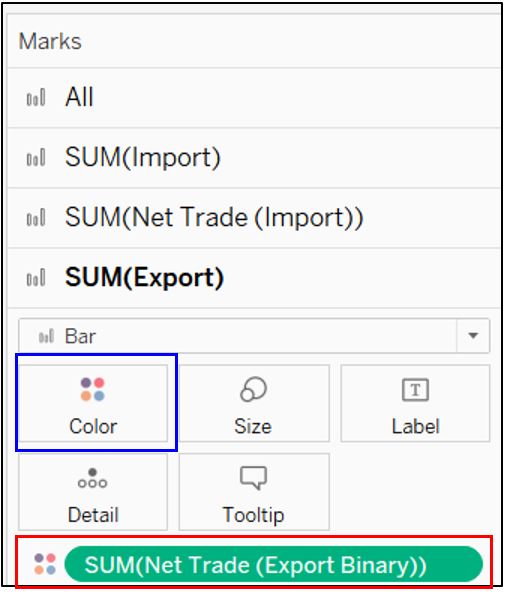 Marks
All
SUM(Import)
SUM(Net Trade (Import))
SUM(Export)
Bar
Color Size Label
Detail Tooltip
SUM(Net Trade (Export Binary))